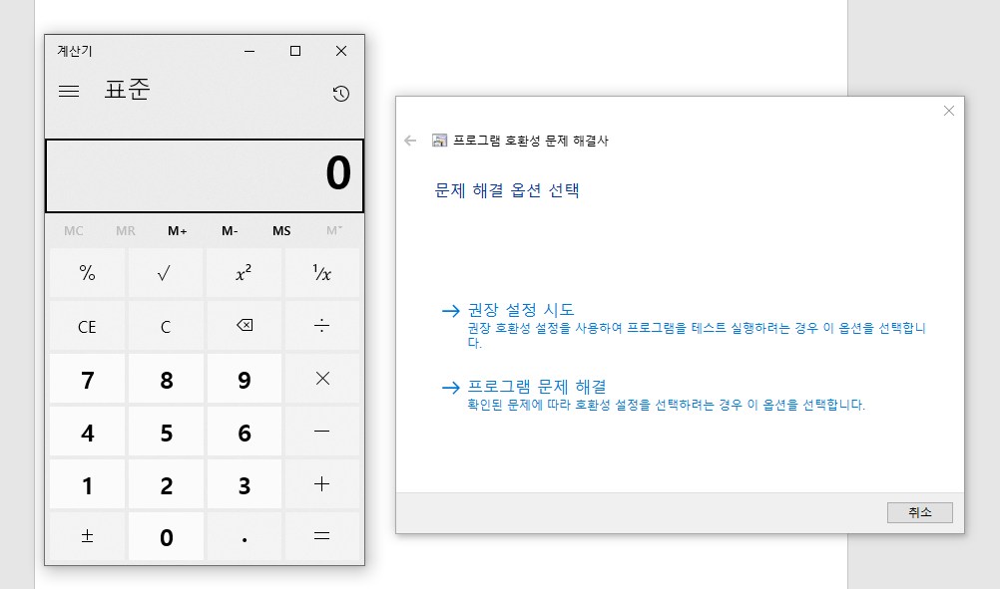 계산기
표준
0
MC MR M+ M- MS M˅
% √ x² ¹/x
CE C ÷
7 8 9 ×
4 5 6 −
1 2 3 +
± 0 . =
프로그램 호환성 문제 해결사
문제 해결 옵션 선택
권장 설정 시도
권장 호환성 설정을 사용하여 프로그램을 테스트 실행하려는 경우 이 옵션을 선택합니
다.
프로그램 문제 해결
확인된 문제에 따라 호환성 설정을 선택하려는 경우 이 옵션을 선택합니다.
취소